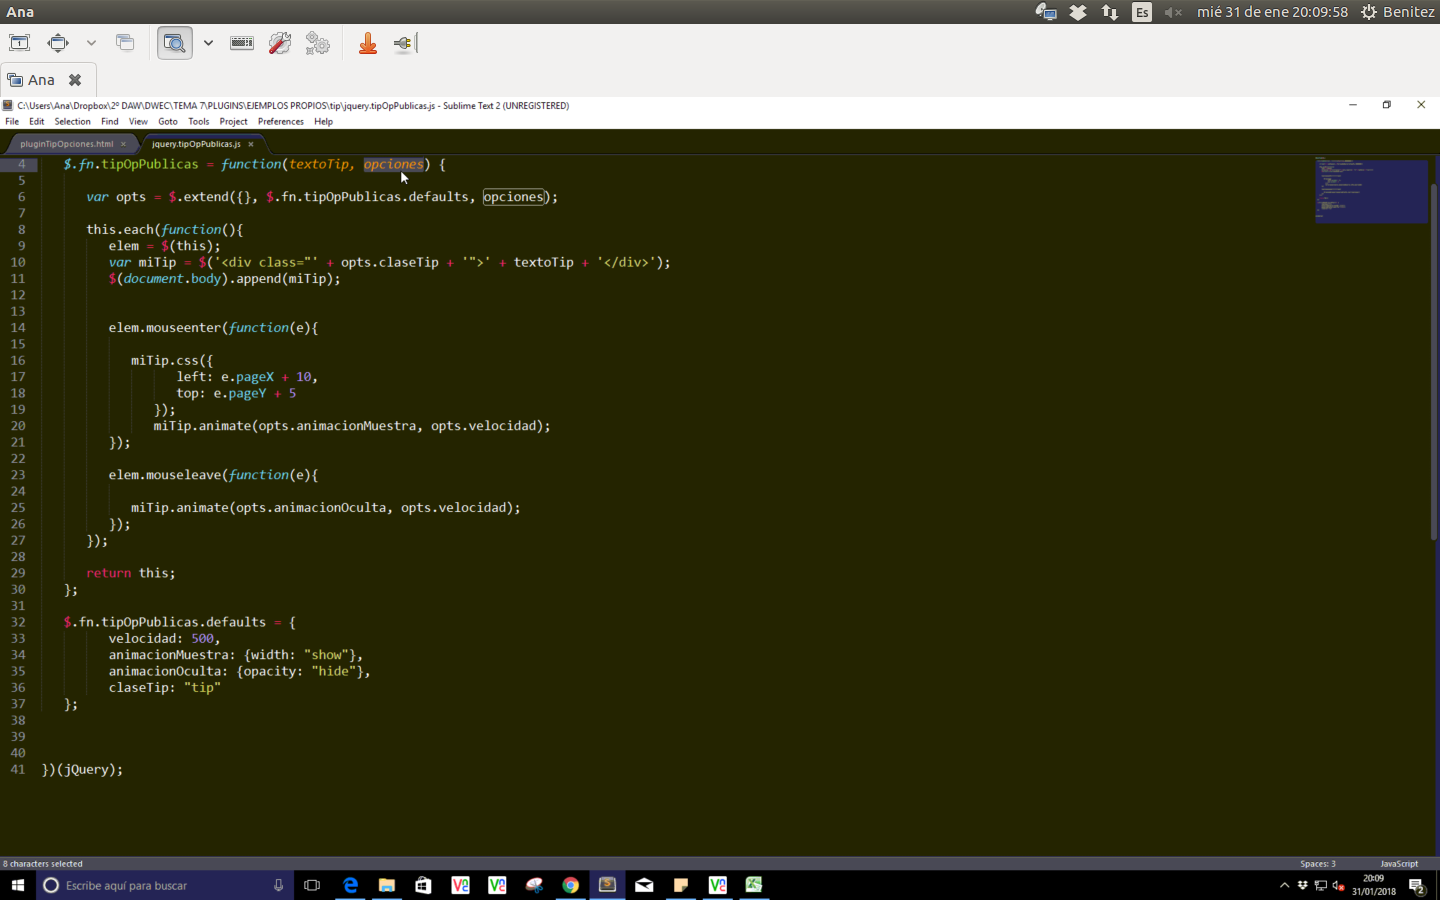 Ana
Es
mié 31 de ene 20:09:58
Benitez
Ana
C:\Users\Ana\Dropbox\2º DAW\DWEC\TEMA 7\PLUGINS\EJEMPLOS PROPIOS\tip\jquery.tipOpPublicas.js - Sublime Text 2 (UNREGISTERED)
File Edit Selection Find View Goto Tools Project Preferences Help
pluginTipOpciones.html
jquery.tipOpPublicas.js
4 $.fn.tipOpPublicas = function(textoTip, opciones) {
5
6 var opts = $.extend({}, $.fn.tipOpPublicas.defaults, opciones);
7
8 this.each(function(){
9 elem = $(this);
10 var miTip = $('<div class="' + opts.claseTip + '">' + textoTip + '</div>');
11 $(document.body).append(miTip);
12
13
14 elem.mouseenter(function(e){
15
16 miTip.css({
17 left: e.pageX + 10,
18 top: e.pageY + 5
19 });
20 miTip.animate(opts.animacionMuestra, opts.velocidad);
21 });
22
23 elem.mouseleave(function(e){
24
25 miTip.animate(opts.animacionOculta, opts.velocidad);
26 });
27 });
28
29 return this;
30 };
31
32 $.fn.tipOpPublicas.defaults = {
33 velocidad: 500,
34 animacionMuestra: {width: "show"},
35 animacionOculta: {opacity: "hide"},
36 claseTip: "tip"
37 };
38
39
40
41 })(jQuery);
8 characters selected
Spaces: 3
JavaScript
Escribe aquí para buscar
20:09
31/01/2018
2